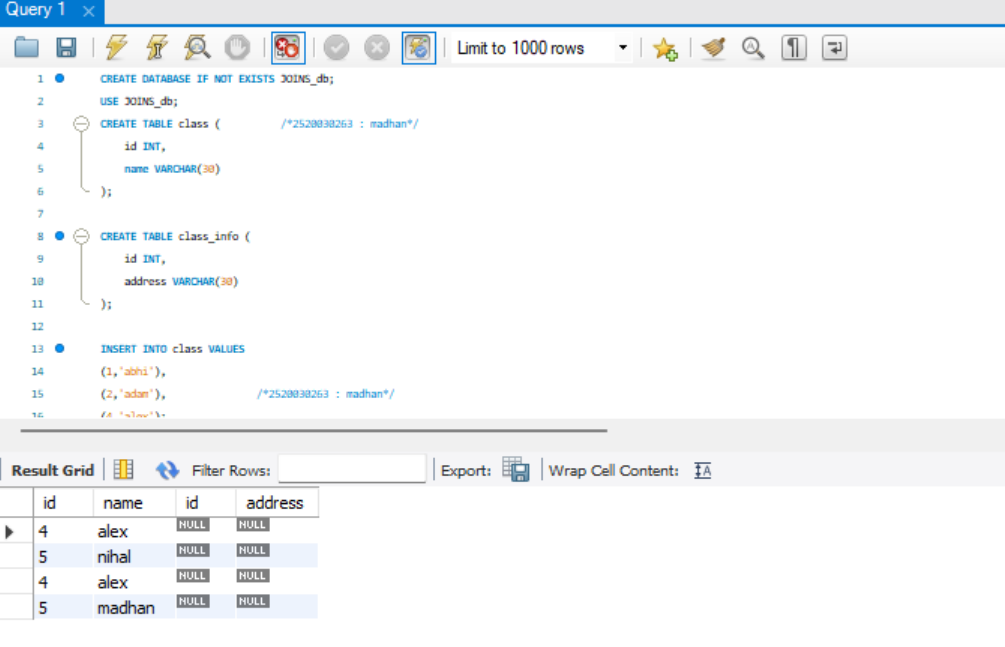 Query 1
Limit to 1000 rows
1 CREATE DATABASE IF NOT EXISTS JOINS_db;
2 USE JOINS_db;
3 CREATE TABLE class ( /*2520030263 : madhan*/
4 id INT,
5 name VARCHAR(30)
6 );
7
8 CREATE TABLE class_info (
9 id INT,
10 address VARCHAR(30)
11 );
12
13 INSERT INTO class VALUES
14 (1,'abhi'),
15 (2,'adam'), /*2520030263 : madhan*/
16 (4,'alex');
Result Grid Filter Rows: Export: Wrap Cell Content: IA
id name id address
4 alex NULL NULL
5 nihal NULL NULL
4 alex NULL NULL
5 madhan NULL NULL